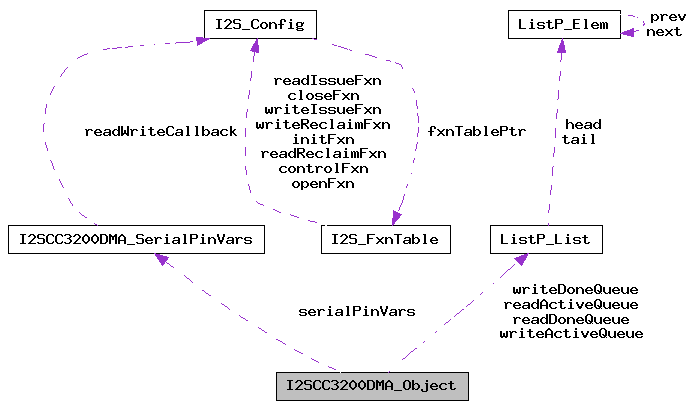 I2S_Config
ListP_Elem
prev
next
readWriteCallback
readIssueFxn
closeFxn
writeIssueFxn
writeReclaimFxn
initFxn
readReclaimFxn
controlFxn
openFxn
fxnTablePtr
head
tail
I2SCC3200DMA_SerialPinVars
I2S_FxnTable
ListP_List
serialPinVars
writeDoneQueue
readActiveQueue
readDoneQueue
writeActiveQueue
I2SCC3200DMA_Object